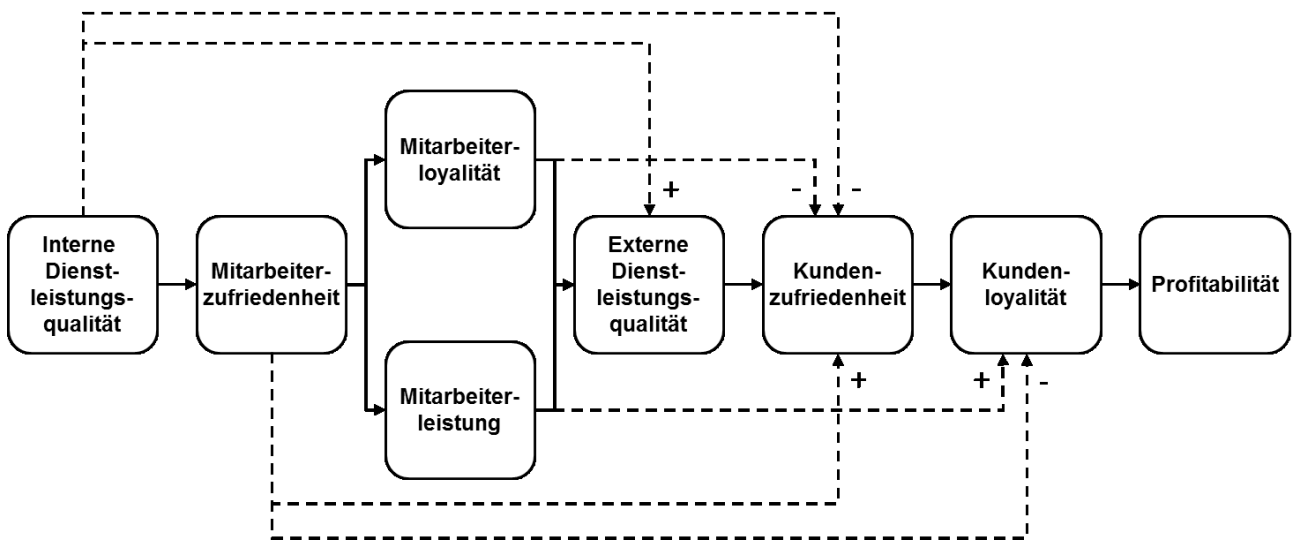 Mitarbeiter-
loyalität
+
-
-
Interne
Dienst-
leistungs-
qualität
Mitarbeiter-
zufriedenheit
Externe
Dienst-
leistungs-
qualität
Kunden-
zufriedenheit
Kunden-
loyalität
Profitabilität
Mitarbeiter-
leistung
+
+
-